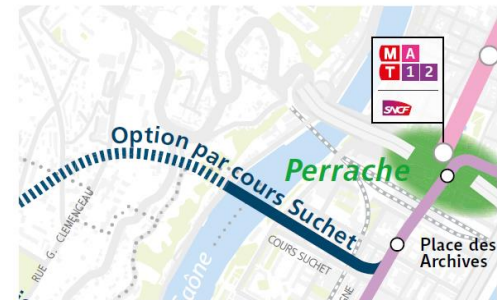 M A
T 1 2
SNCF
Option par cours Suchet
Perrache
RUE G. CLEMENCEAU
COURS SUCHET
Place des
Archives
Saône